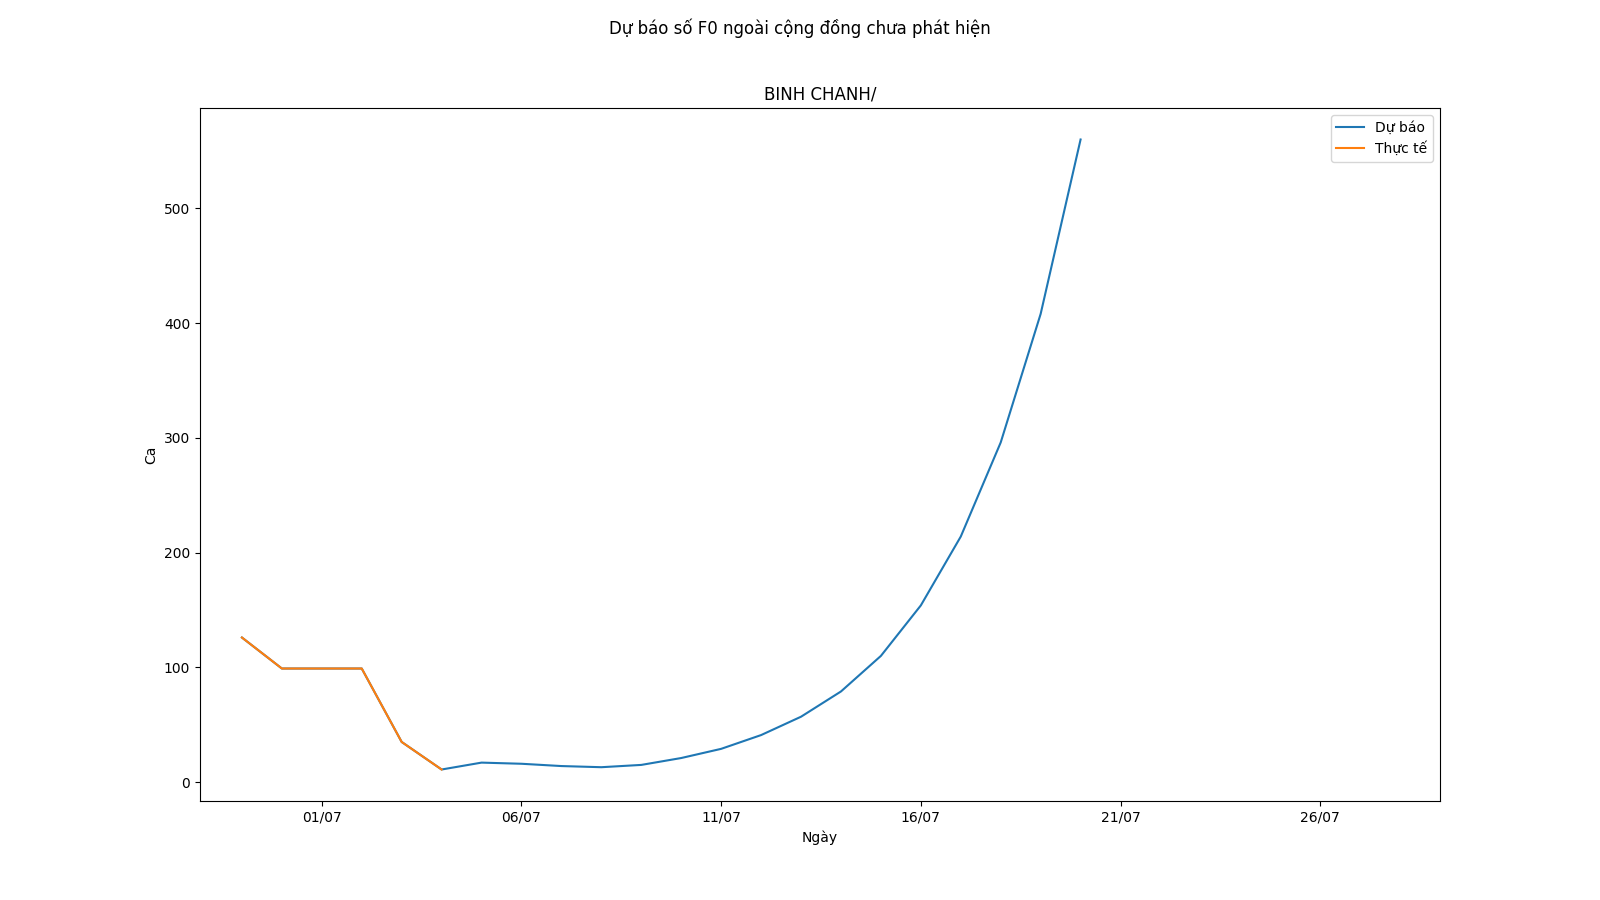 Dự báo số F0 ngoài cộng đồng chưa phát hiện
BINH CHANH/
Dự báo
Thực tế
500
400
300
200
100
0
Ca
01/07 06/07 11/07 16/07 21/07 26/07
Ngày